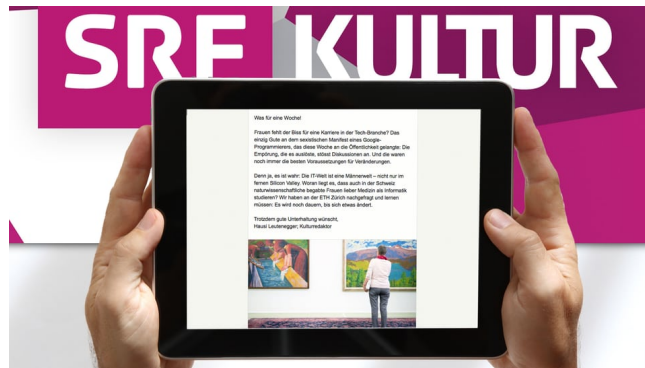 SRF KULTUR
Was für eine Woche!
Frauen fehlt der Biss für eine Karriere in der Tech-Branche? Das
einzig Gute an dem sexistischen Manifest eines Google-
Programmierers, das diese Woche an die Öffentlichkeit gelangte: Die
Empörung, die es auslöste, stösst Diskussionen an. Und die waren
noch immer die besten Voraussetzungen für Veränderungen.
Denn ja, es ist wahr: Die IT-Welt ist eine Männerwelt – nicht nur im
fernen Silicon Valley. Woran liegt es, dass auch in der Schweiz
naturwissenschaftliche begabte Frauen lieber Medizin als Informatik
studieren? Wir haben an der ETH Zürich nachgefragt und lernen
müssen: Es wird noch dauern, bis sich etwas ändert.
Trotzdem gute Unterhaltung wünscht,
Hausi Leutenegger, Kulturredaktor